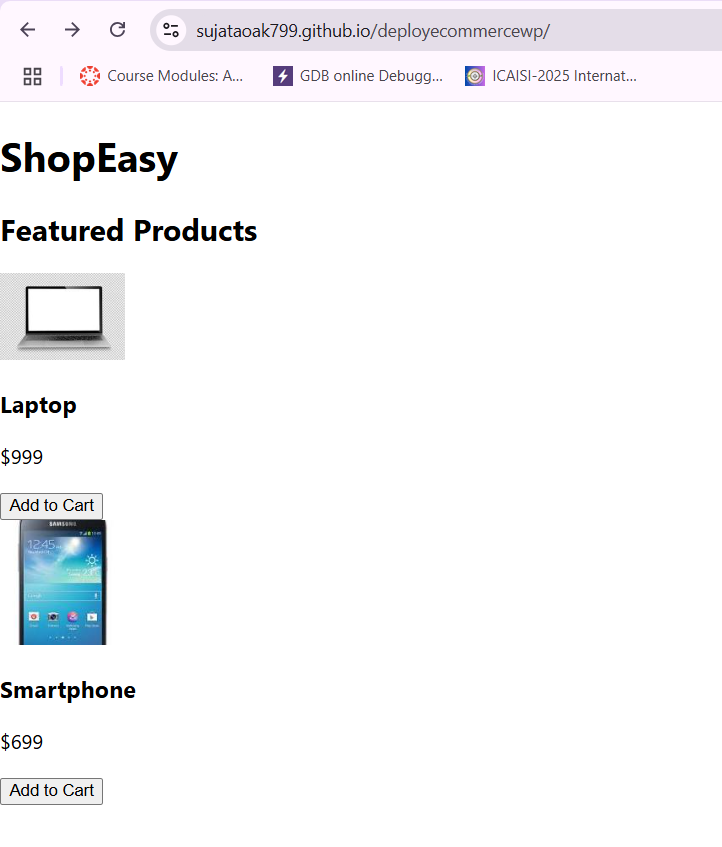 sujataoak799.github.io/deployecommercewp/
Course Modules: A...
GDB online Debugg...
ICAISI-2025 Internat...
ShopEasy
Featured Products
Laptop
$999
Add to Cart
SAMSUNG
12:45
Smartphone
$699
Add to Cart